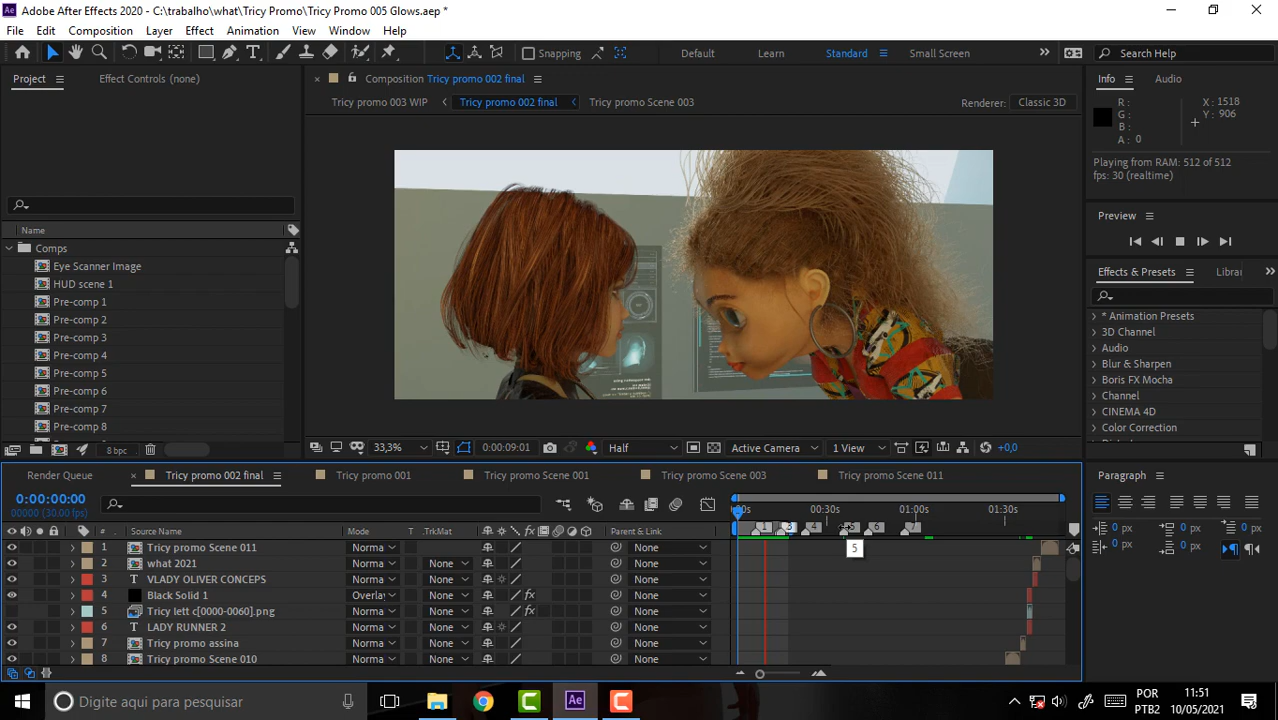 Adobe After Effects 2020 - C:\trabalho\what\Tricy Promo\Tricy Promo 005 Glows.aep *
File Edit Composition Layer Effect Animation View Window Help
Snapping Default Learn Standard Small Screen Search Help
Project Effect Controls (none) Composition Tricy promo 002 final Info Audio
Tricy promo 003 WIP Tricy promo 002 final Tricy promo Scene 003 Renderer: Classic 3D
R: X: 1518
G: Y: 906
B:
A: 0
Playing from RAM: 512 of 512
fps: 30 (realtime)
Preview
Name
Comps
Eye Scanner Image
HUD scene 1
Pre-comp 1
Pre-comp 2
Pre-comp 3
Pre-comp 4
Pre-comp 5
Pre-comp 6
Pre-comp 7
Pre-comp 8
8 bpc
Effects & Presets Librai
* Animation Presets
3D Channel
Audio
Blur & Sharpen
Boris FX Mocha
Channel
CINEMA 4D
Color Correction
33,3% 0:00:09:01 Half Active Camera 1 View +0,0
Render Queue Tricy promo 002 final Tricy promo 001 Tricy promo Scene 001 Tricy promo Scene 003 Tricy promo Scene 011 Paragraph
0:00:00:00
00000 (30.00 fps)
00s 00:30s 01:00s 01:30s
1 3 4 5 6 7
5
# Source Name Mode T .TrkMat Parent & Link
1 Tricy promo Scene 011 Norma None
2 what 2021 Norma None None
3 VLADY OLIVER CONCEPS Norma None None
4 Black Solid 1 Overlay None None
5 Tricy lett c[0000-0060].png Norma None None
6 LADY RUNNER 2 Norma None None
7 Tricy promo assina Norma None None
8 Tricy promo Scene 010 Norma None None
0 px 0 px
0 px 0 px
0 px
Digite aqui para pesquisar POR 11:51
PTB2 10/05/2021